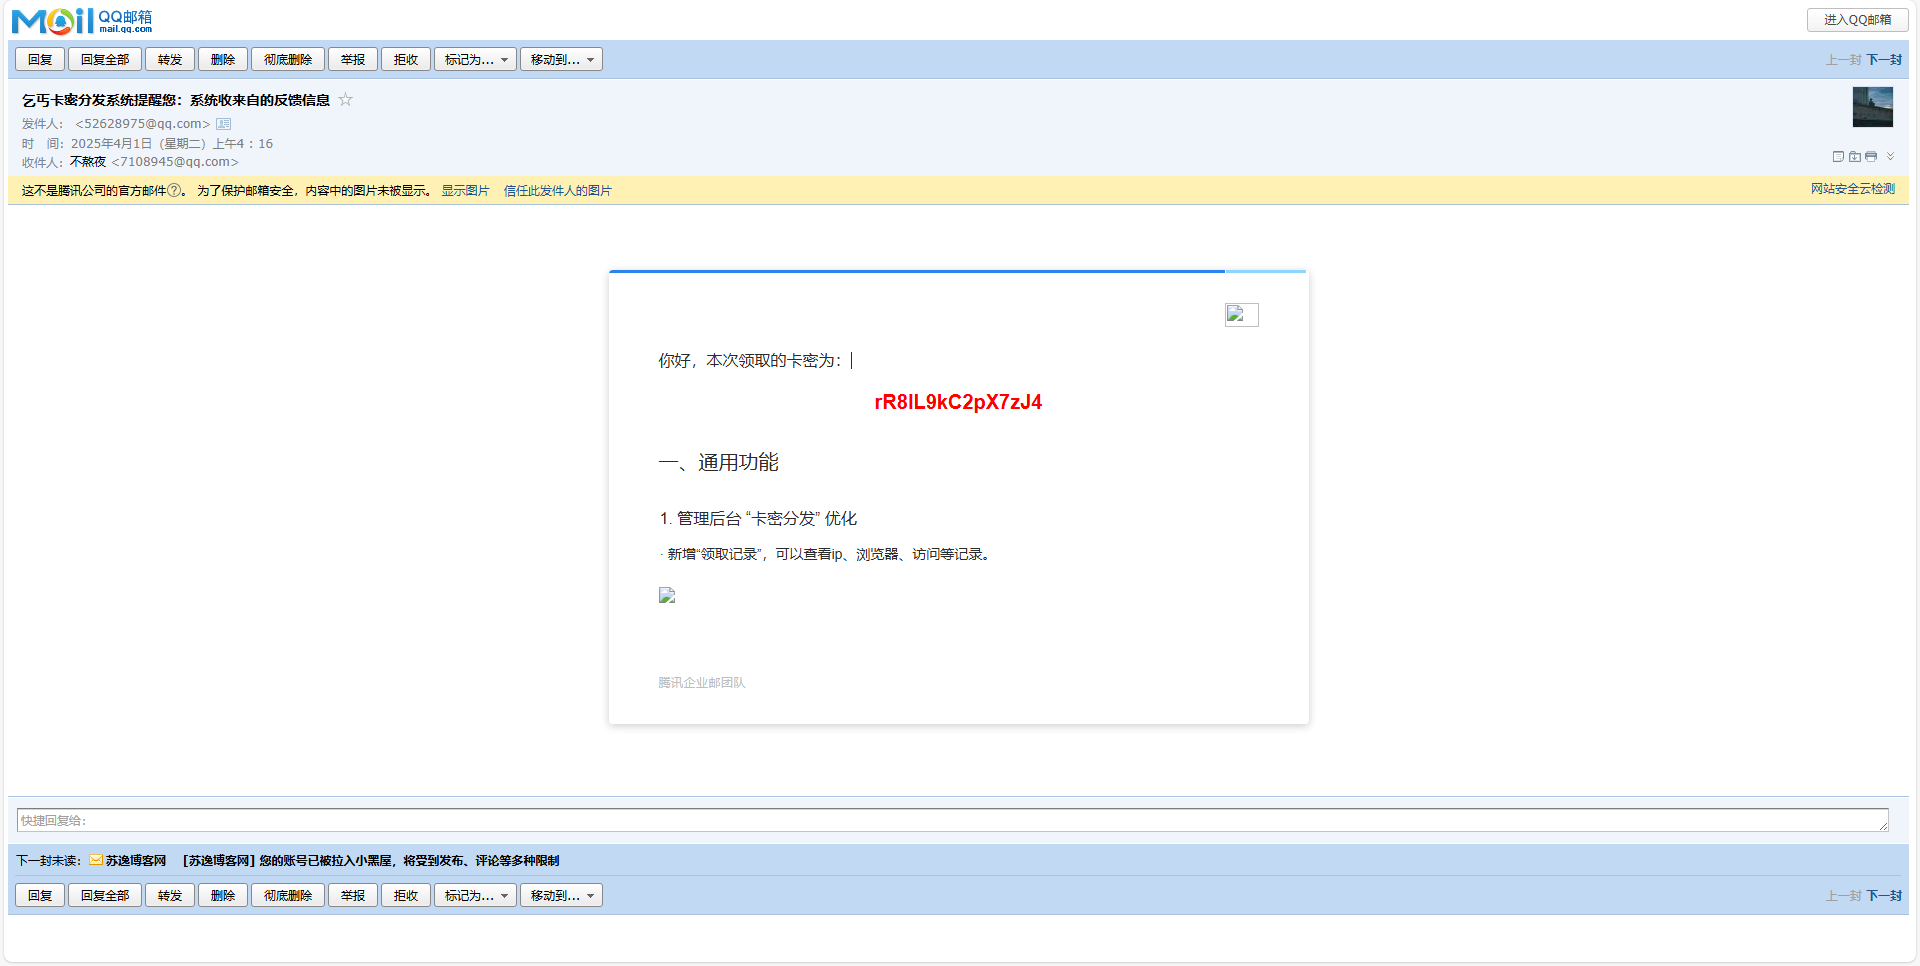 Mail QQ邮箱
mail.qq.com
进入QQ邮箱
回复 回复全部 转发 删除 彻底删除 举报 拒收 标记为... 移动到... 上一封 下一封
乞丐卡密分发系统提醒您：系统收来自的反馈信息
发件人： <52628975@qq.com>
时 间：2025年4月1日（星期二）上午4：16
收件人：不熬夜 <7108945@qq.com>
这不是腾讯公司的官方邮件?。 为了保护邮箱安全，内容中的图片未被显示。 显示图片 信任此发件人的图片 网站安全云检测
你好，本次领取的卡密为：
rR8IL9kC2pX7zJ4
一、通用功能
1. 管理后台 “卡密分发” 优化
· 新增“领取记录”，可以查看ip、浏览器、访问等记录。
腾讯企业邮团队
快捷回复给：
下一封未读： 苏逸博客网 [苏逸博客网] 您的账号已被拉入小黑屋，将受到发布、评论等多种限制
回复 回复全部 转发 删除 彻底删除 举报 拒收 标记为... 移动到... 上一封 下一封